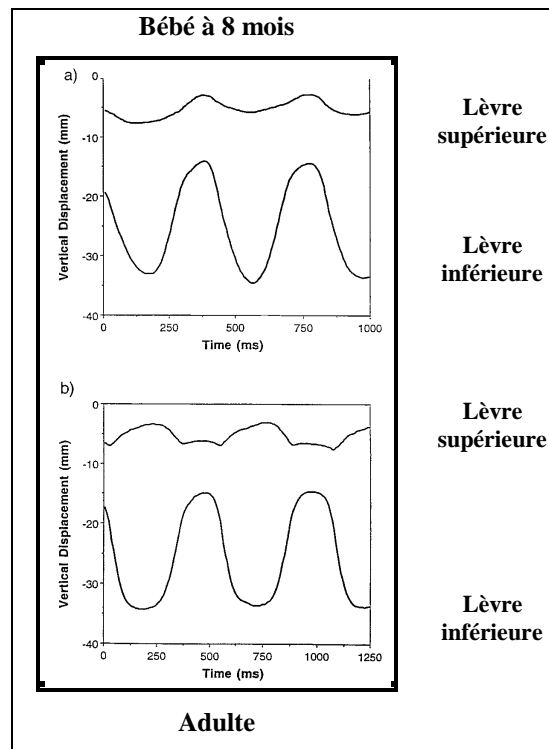 Bébé à 8 mois
a)
0
-10
-20
-30
-40
Vertical Displacement (mm)
0 250 500 750 1000
Time (ms)
Lèvre
supérieure
Lèvre
inférieure
b)
0
-10
-20
-30
-40
Vertical Displacement (mm)
0 250 500 750 1000 1250
Time (ms)
Lèvre
supérieure
Lèvre
inférieure
Adulte